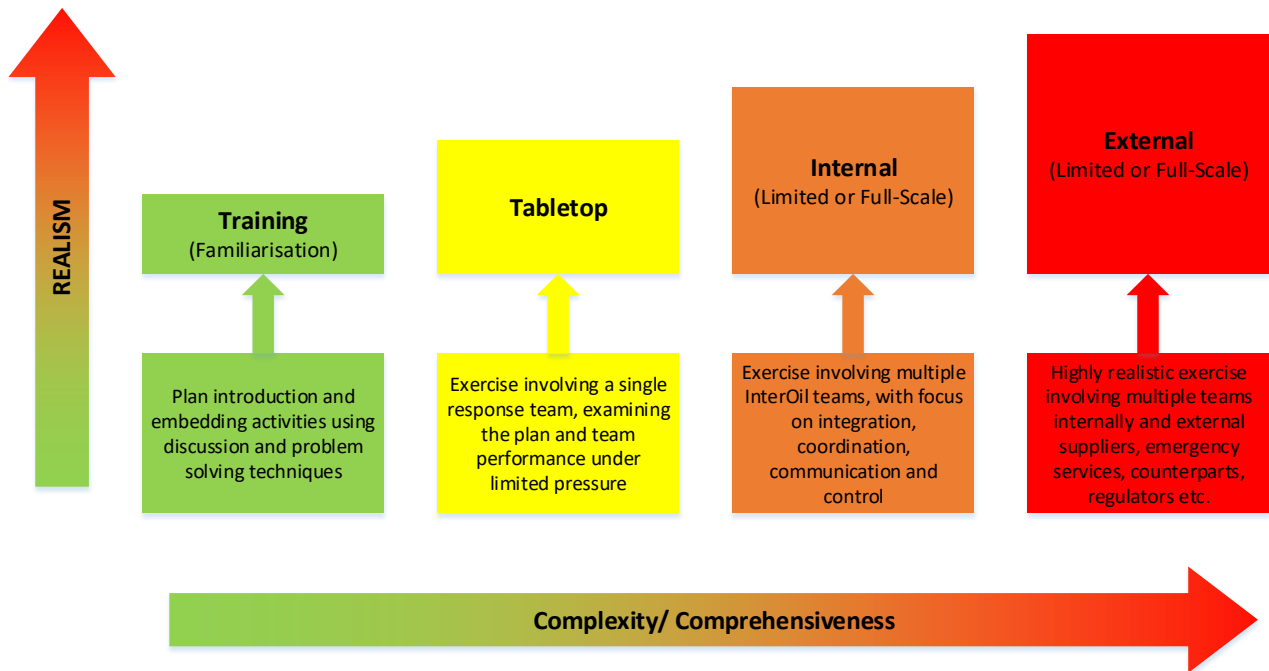 REALISM
Training
(Familiarisation)
Tabletop
Internal
(Limited or Full-Scale)
External
(Limited or Full-Scale)
Plan introduction and
embedding activities using
discussion and problem
solving techniques
Exercise involving a single
response team, examining
the plan and team
performance under
limited pressure
Exercise involving multiple
InterOil teams, with focus
on integration,
coordination,
communication and
control
Highly realistic exercise
involving multiple teams
internally and external
suppliers, emergency
services, counterparts,
regulators etc.
Complexity/ Comprehensiveness